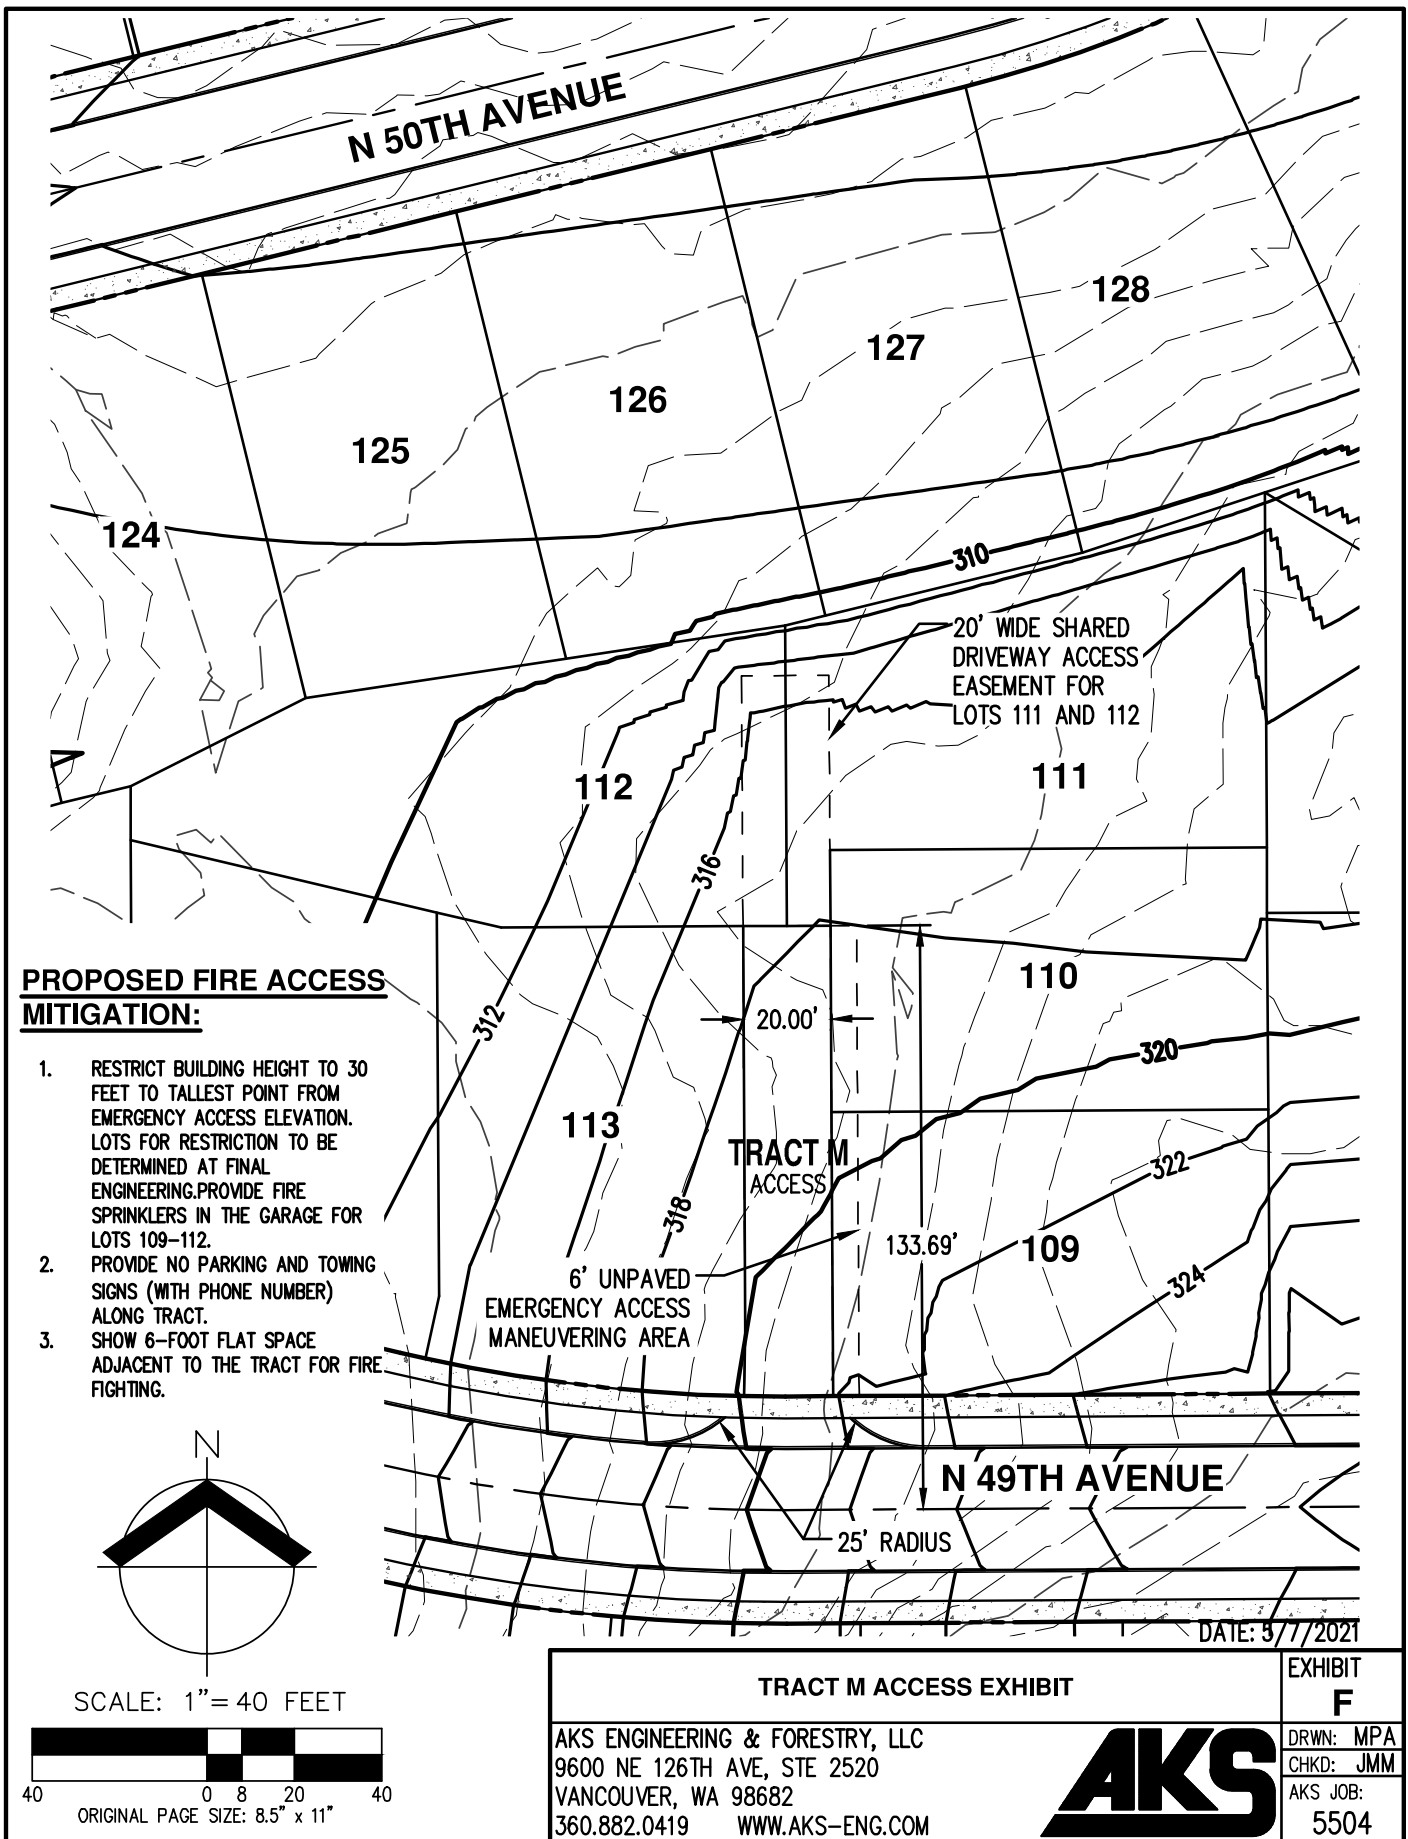 N 50TH AVENUE
128
127
126
125
124
310
20' WIDE SHARED
DRIVEWAY ACCESS
EASEMENT FOR
LOTS 111 AND 112
112
111
316
PROPOSED FIRE ACCESS
MITIGATION:
1. RESTRICT BUILDING HEIGHT TO 30
FEET TO TALLEST POINT FROM
EMERGENCY ACCESS ELEVATION.
LOTS FOR RESTRICTION TO BE
DETERMINED AT FINAL
ENGINEERING.PROVIDE FIRE
SPRINKLERS IN THE GARAGE FOR
LOTS 109-112.
2. PROVIDE NO PARKING AND TOWING
SIGNS (WITH PHONE NUMBER)
ALONG TRACT.
3. SHOW 6-FOOT FLAT SPACE
ADJACENT TO THE TRACT FOR FIRE
FIGHTING.
110
312
20.00'
320
113
TRACT M
ACCESS
322
318
133.69'
109
324
6' UNPAVED
EMERGENCY ACCESS
MANEUVERING AREA
N 49TH AVENUE
25' RADIUS
N
SCALE: 1"= 40 FEET
40 0 8 20 40
ORIGINAL PAGE SIZE: 8.5" x 11"
DATE: 5/7/2021
TRACT M ACCESS EXHIBIT
EXHIBIT
F
AKS ENGINEERING & FORESTRY, LLC
9600 NE 126TH AVE, STE 2520
VANCOUVER, WA 98682
360.882.0419 WWW.AKS-ENG.COM
AKS
DRWN: MPA
CHKD: JMM
AKS JOB:
5504